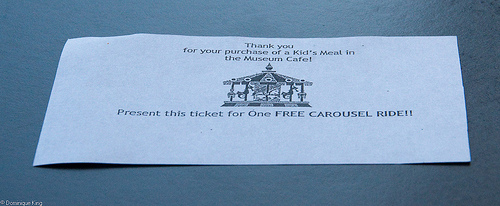 Thank you
for your purchase of a Kid's Meal in
the Museum Cafe!
Present this ticket for One FREE CAROUSEL RIDE!!
© Dominique King